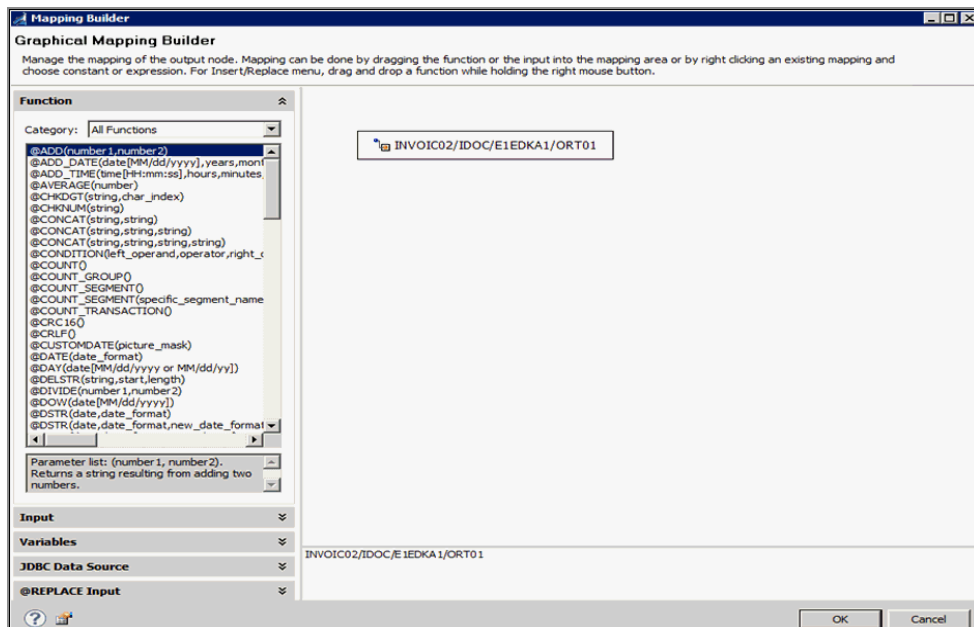 Mapping Builder
Graphical Mapping Builder
Manage the mapping of the output node. Mapping can be done by dragging the function or the input into the mapping area or by right clicking an existing mapping and
choose constant or expression. For Insert/Replace menu, drag and drop a function while holding the right mouse button.
Function
Category: All Functions
@ADD(number1,number2)
@ADD_DATE(date[MM/dd/yyyy],years,mont
@ADD_TIME(time[HH:mm:ss],hours,minutes,
@AVERAGE(number)
@CHKDGT(string,char_index)
@CHKNUM(string)
@CONCAT(string,string)
@CONCAT(string,string,string)
@CONCAT(string,string,string,string)
@CONDITION(left_operand,operator,right_c
@COUNT()
@COUNT_GROUP()
@COUNT_SEGMENT()
@COUNT_SEGMENT(specific_segment_name
@COUNT_TRANSACTION()
@CRC16()
@CRLF()
@CUSTOMDATE(picture_mask)
@DATE(date_format)
@DAY(date[MM/dd/yyyy or MM/dd/yy])
@DELSTR(string,start,length)
@DIVIDE(number1,number2)
@DOW(date[MM/dd/yyyy])
@DSTR(date,date_format)
@DSTR(date,date_format,new_date_format
Parameter list: (number1, number2).
Returns a string resulting from adding two
numbers.
Input
Variables
JDBC Data Source
@REPLACE Input
INVOIC02/IDOC/E1EDKA1/ORT01
INVOIC02/IDOC/E1EDKA1/ORT01
OK
Cancel